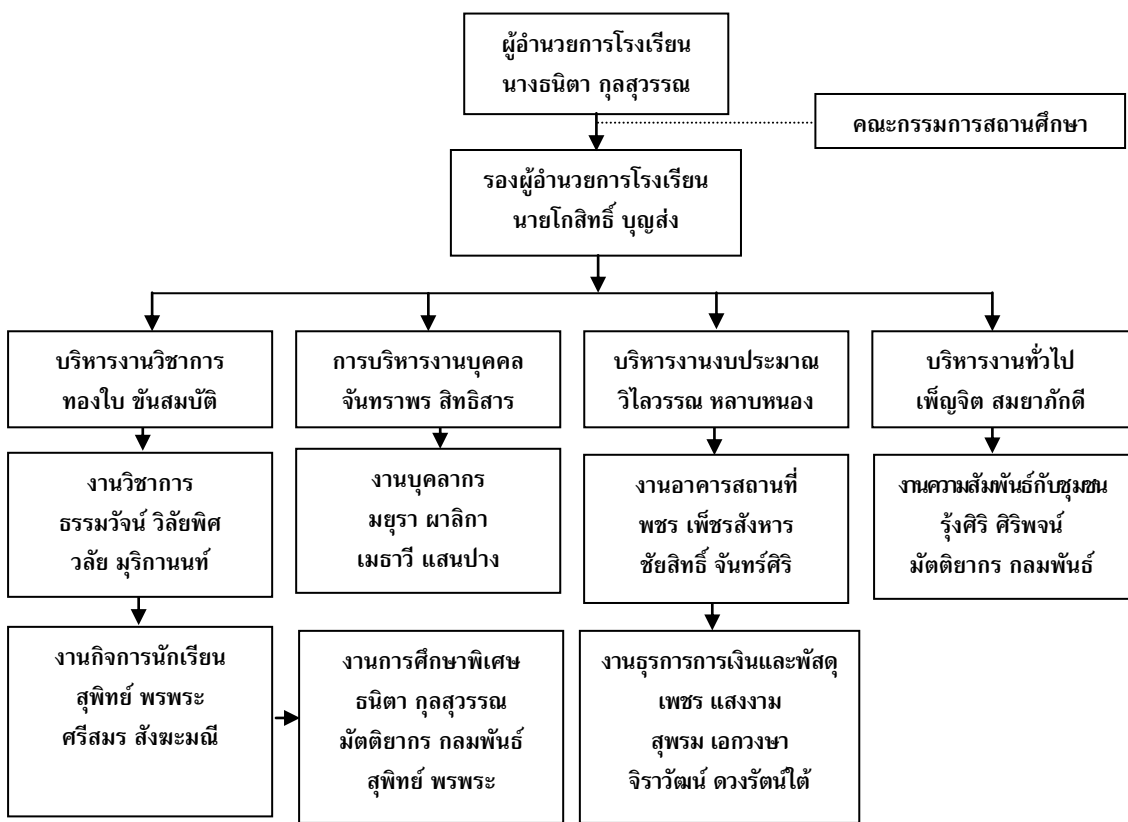 ผู้อำนวยการโรงเรียน
นางธนิตา กุลสุวรรณ
คณะกรรมการสถานศึกษา
รองผู้อำนวยการโรงเรียน
นายโกสิทธิ์ บุญส่ง
บริหารงานวิชาการ
ทองใบ ขันสมบัติ
การบริหารงานบุคคล
จันทราพร สิทธิสาร
บริหารงานงบประมาณ
วิไลวรรณ หลาบหนอง
บริหารงานทั่วไป
เพ็ญจิต สมยาภักดี
งานวิชาการ
ธรรมวัจน์ วิลัยพิศ
วลัย มุริกานนท์
งานบุคลากร
มยุรา ผาลิกา
เมธาวี แสนปาง
งานอาคารสถานที่
พชร เพ็ชรสังหาร
ชัยสิทธิ์ จันทร์ศิริ
งานความสัมพันธ์กับชุมชน
รุ้งศิริ ศิริพจน์
มัตติยากร กลมพันธ์
งานกิจการนักเรียน
สุพิทย์ พรพระ
ศรีสมร สังฆะมณี
งานการศึกษาพิเศษ
ธนิตา กุลสุวรรณ
มัตติยากร กลมพันธ์
สุพิทย์ พรพระ
งานธุรการการเงินและพัสดุ
เพชร แสงงาม
สุพรม เอกวงษา
จิราวัฒน์ ดวงรัตน์ใต้